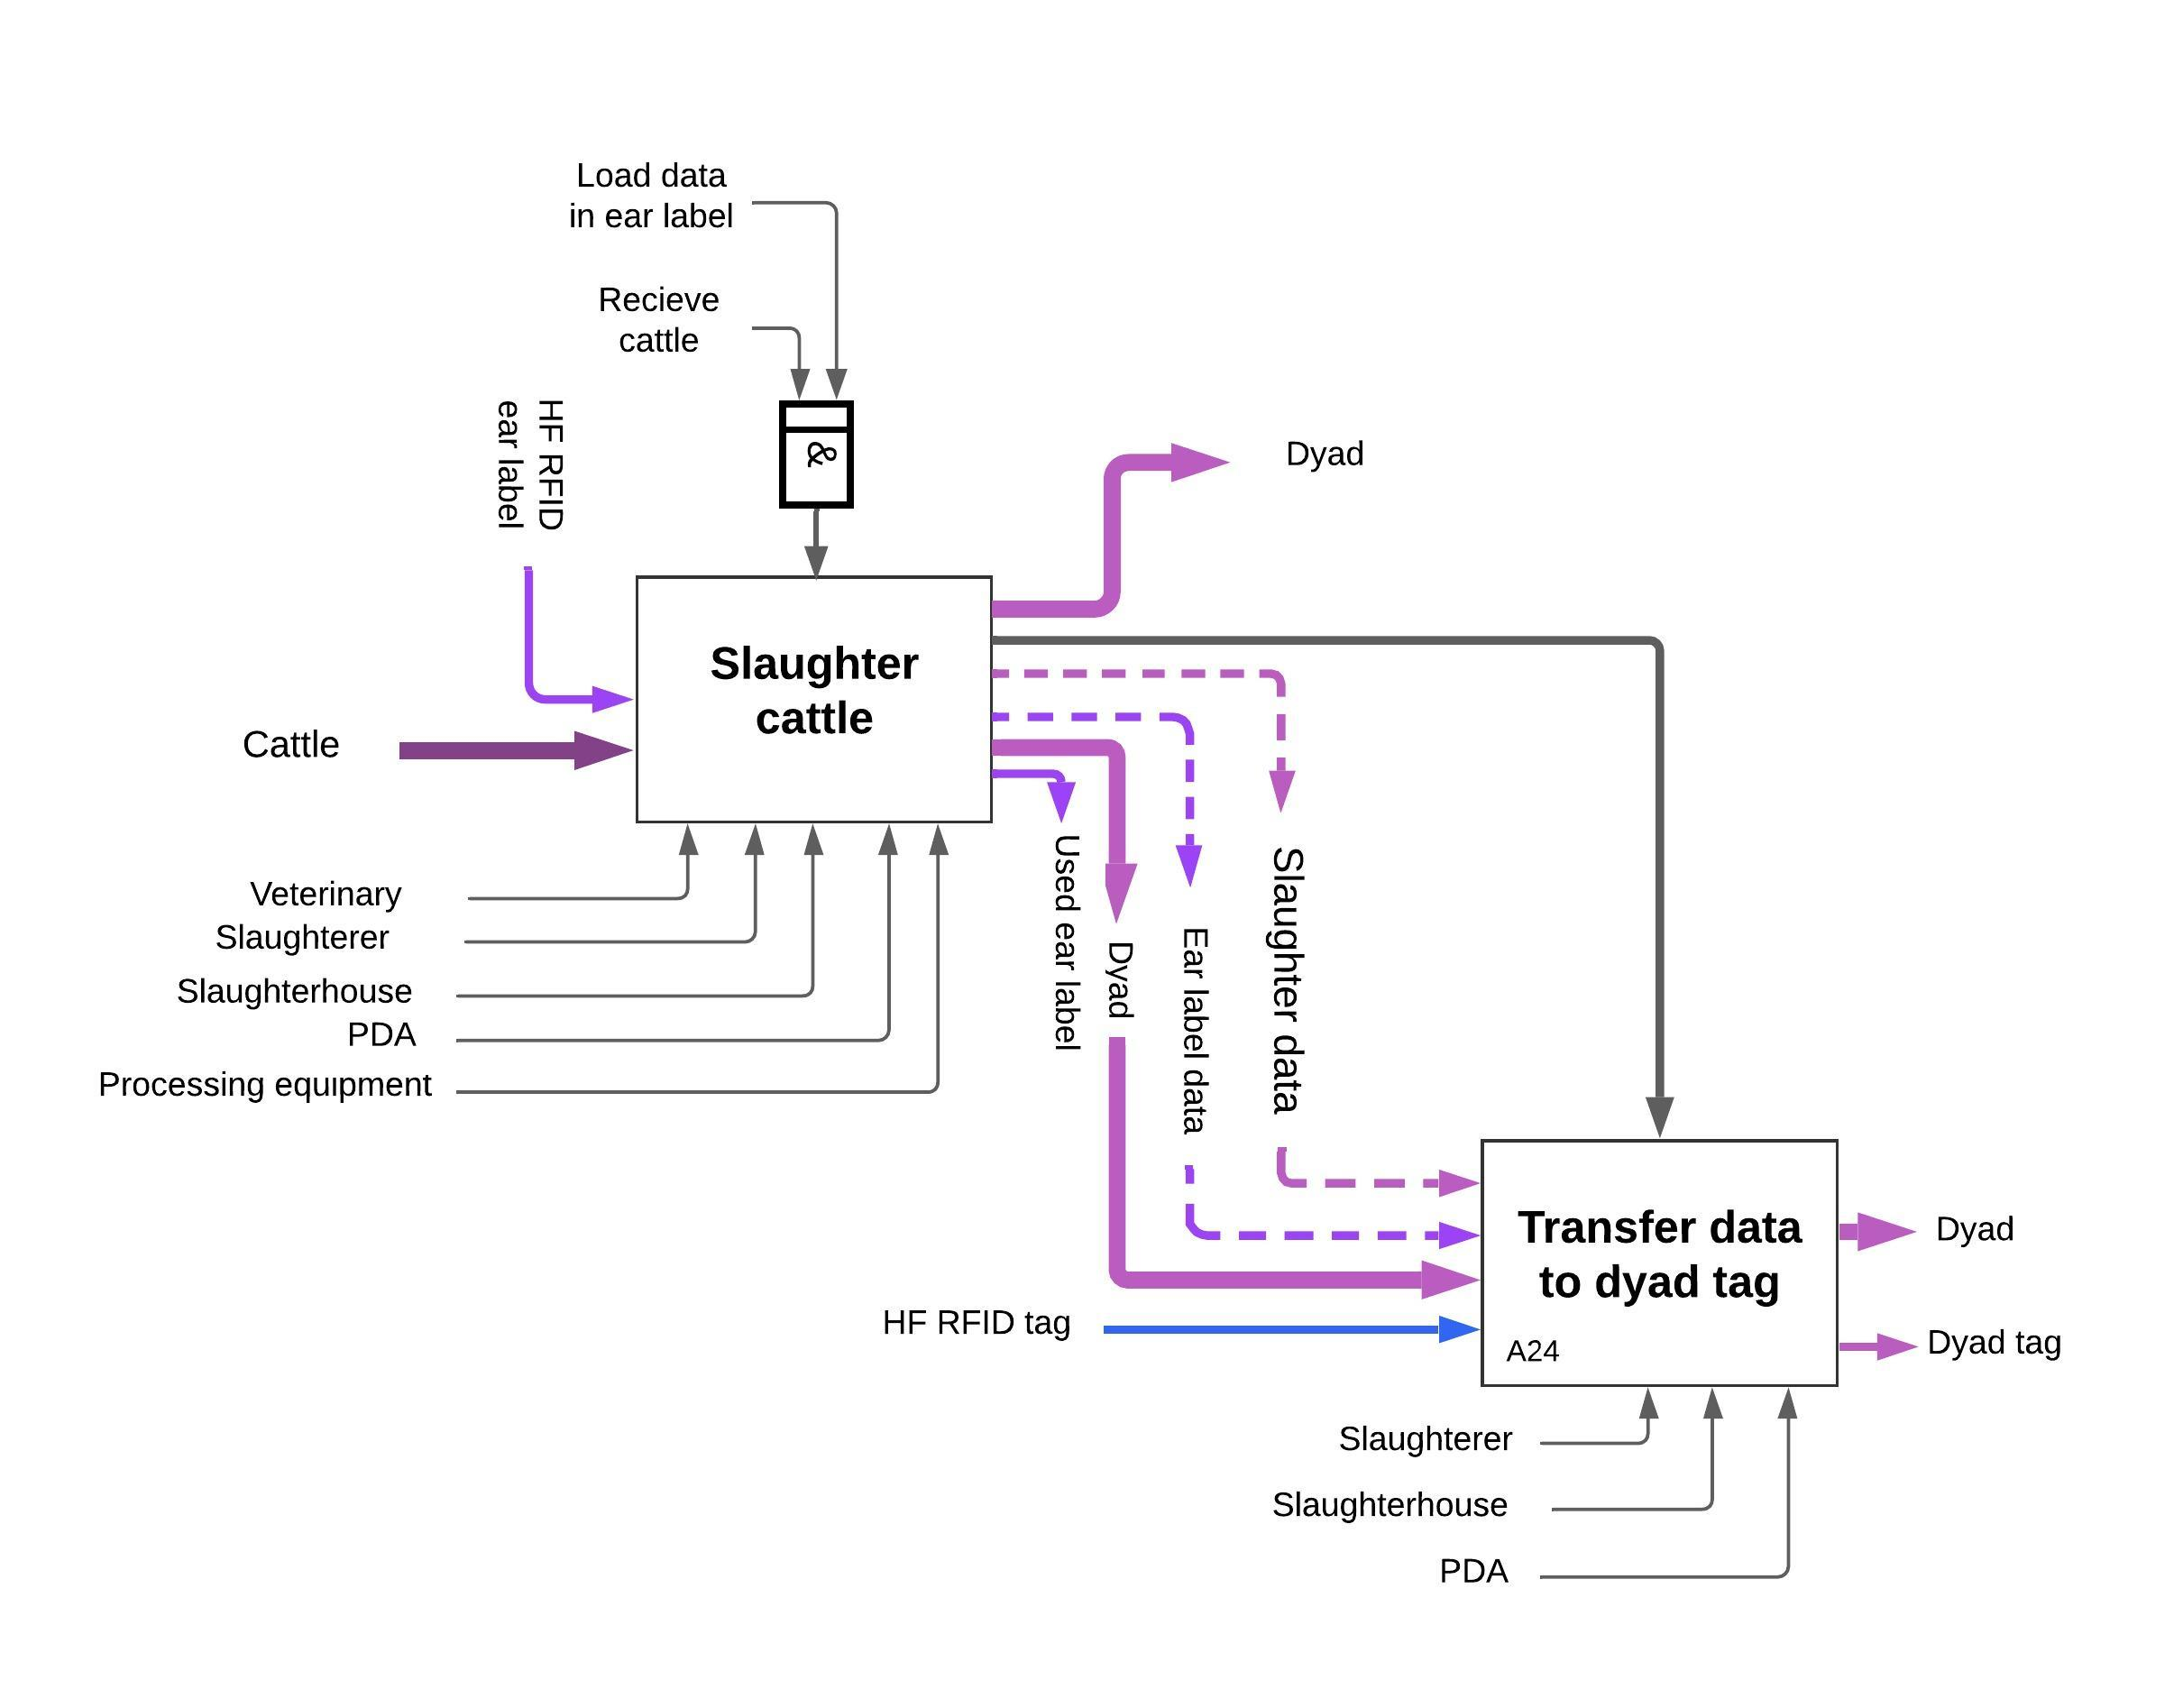 Load data
in ear label
Recieve
cattle
HF RFID
ear label
&
Dyad
Slaughter
cattle
Cattle
Veterinary
Slaughterer
Slaughterhouse
PDA
Processing equipment
Used ear label
Dyad
Ear label data
Slaughter data
Transfer data
to dyad tag
A24
HF RFID tag
Dyad
Dyad tag
Slaughterer
Slaughterhouse
PDA